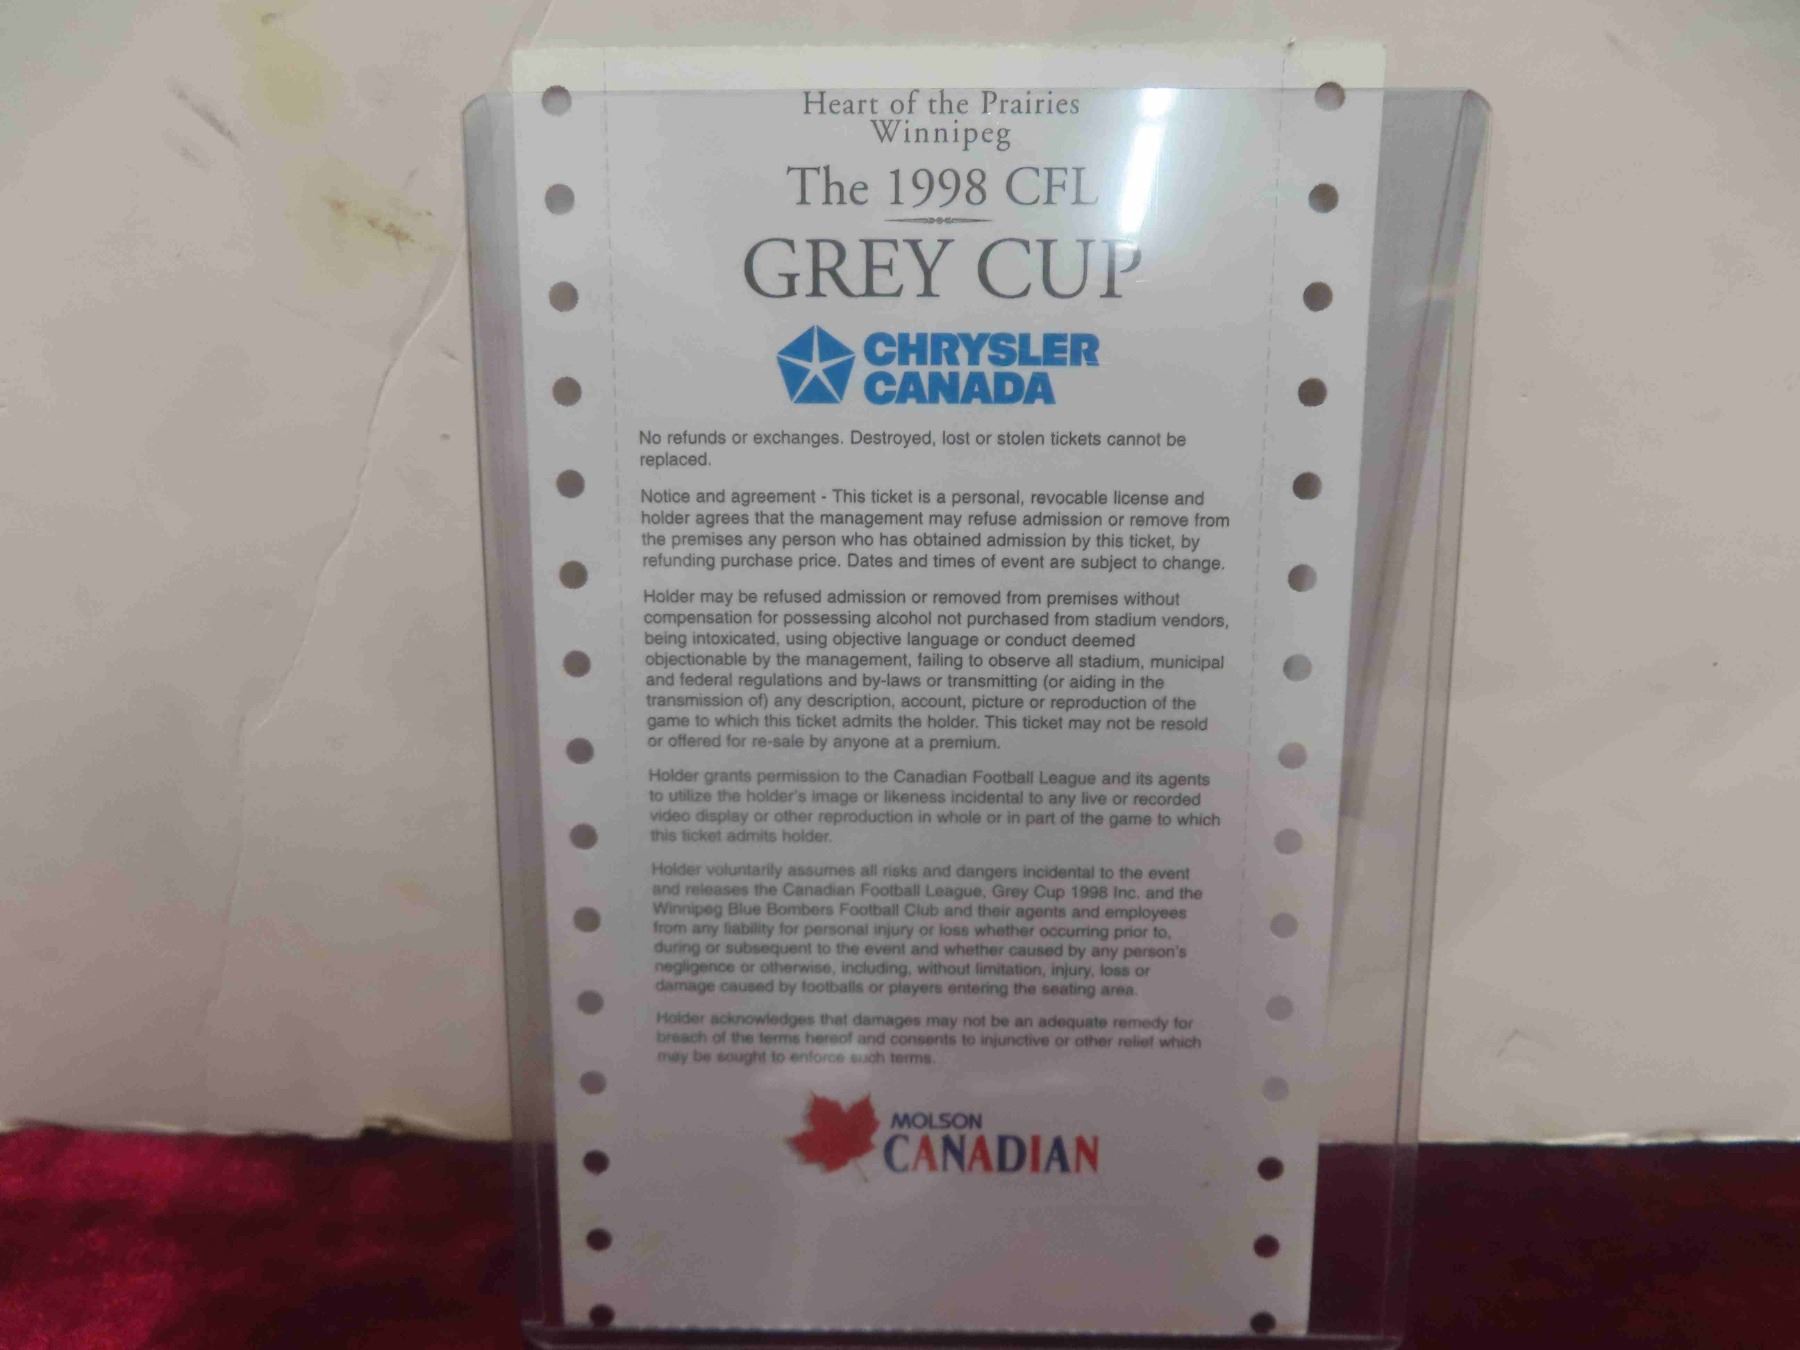 Heart of the Prairies
Winnipeg
The 1998 CFL
GREY CUP
CHRYSLER
CANADA
No refunds or exchanges. Destroyed, lost or stolen tickets cannot be
replaced.
Notice and agreement - This ticket is a personal, revocable license and
holder agrees that the management may refuse admission or remove from
the premises any person who has obtained admission by this ticket, by
refunding purchase price. Dates and times of event are subject to change.
Holder may be refused admission or removed from premises without
compensation for possessing alcohol not purchased from stadium vendors,
being intoxicated, using objective language or conduct deemed
objectionable by the management, failing to observe all stadium, municipal
and federal regulations and by-laws or transmitting (or aiding in the
transmission of) any description, account, picture or reproduction of the
game to which this ticket admits the holder. This ticket may not be resold
or offered for re-sale by anyone at a premium.
Holder grants permission to the Canadian Football League and its agents
to utilize the holder's image or likeness incidental to any live or recorded
video display or other reproduction in whole or in part of the game to which
this ticket admits holder.
Holder voluntarily assumes all risks and dangers incidental to the event
and releases the Canadian Football League, Grey Cup 1998 Inc. and the
Winnipeg Blue Bombers Football Club and their agents and employees
from any liability for personal injury or loss whether occurring prior to,
during or subsequent to the event and whether caused by any person's
negligence or otherwise, including, without limitation, injury, loss or
damage caused by footballs or players entering the seating area.
Holder acknowledges that damages may not be an adequate remedy for
breach of the terms hereof and consents to injunctive or other relief which
may be sought to enforce such terms.
MOLSON
CANADIAN